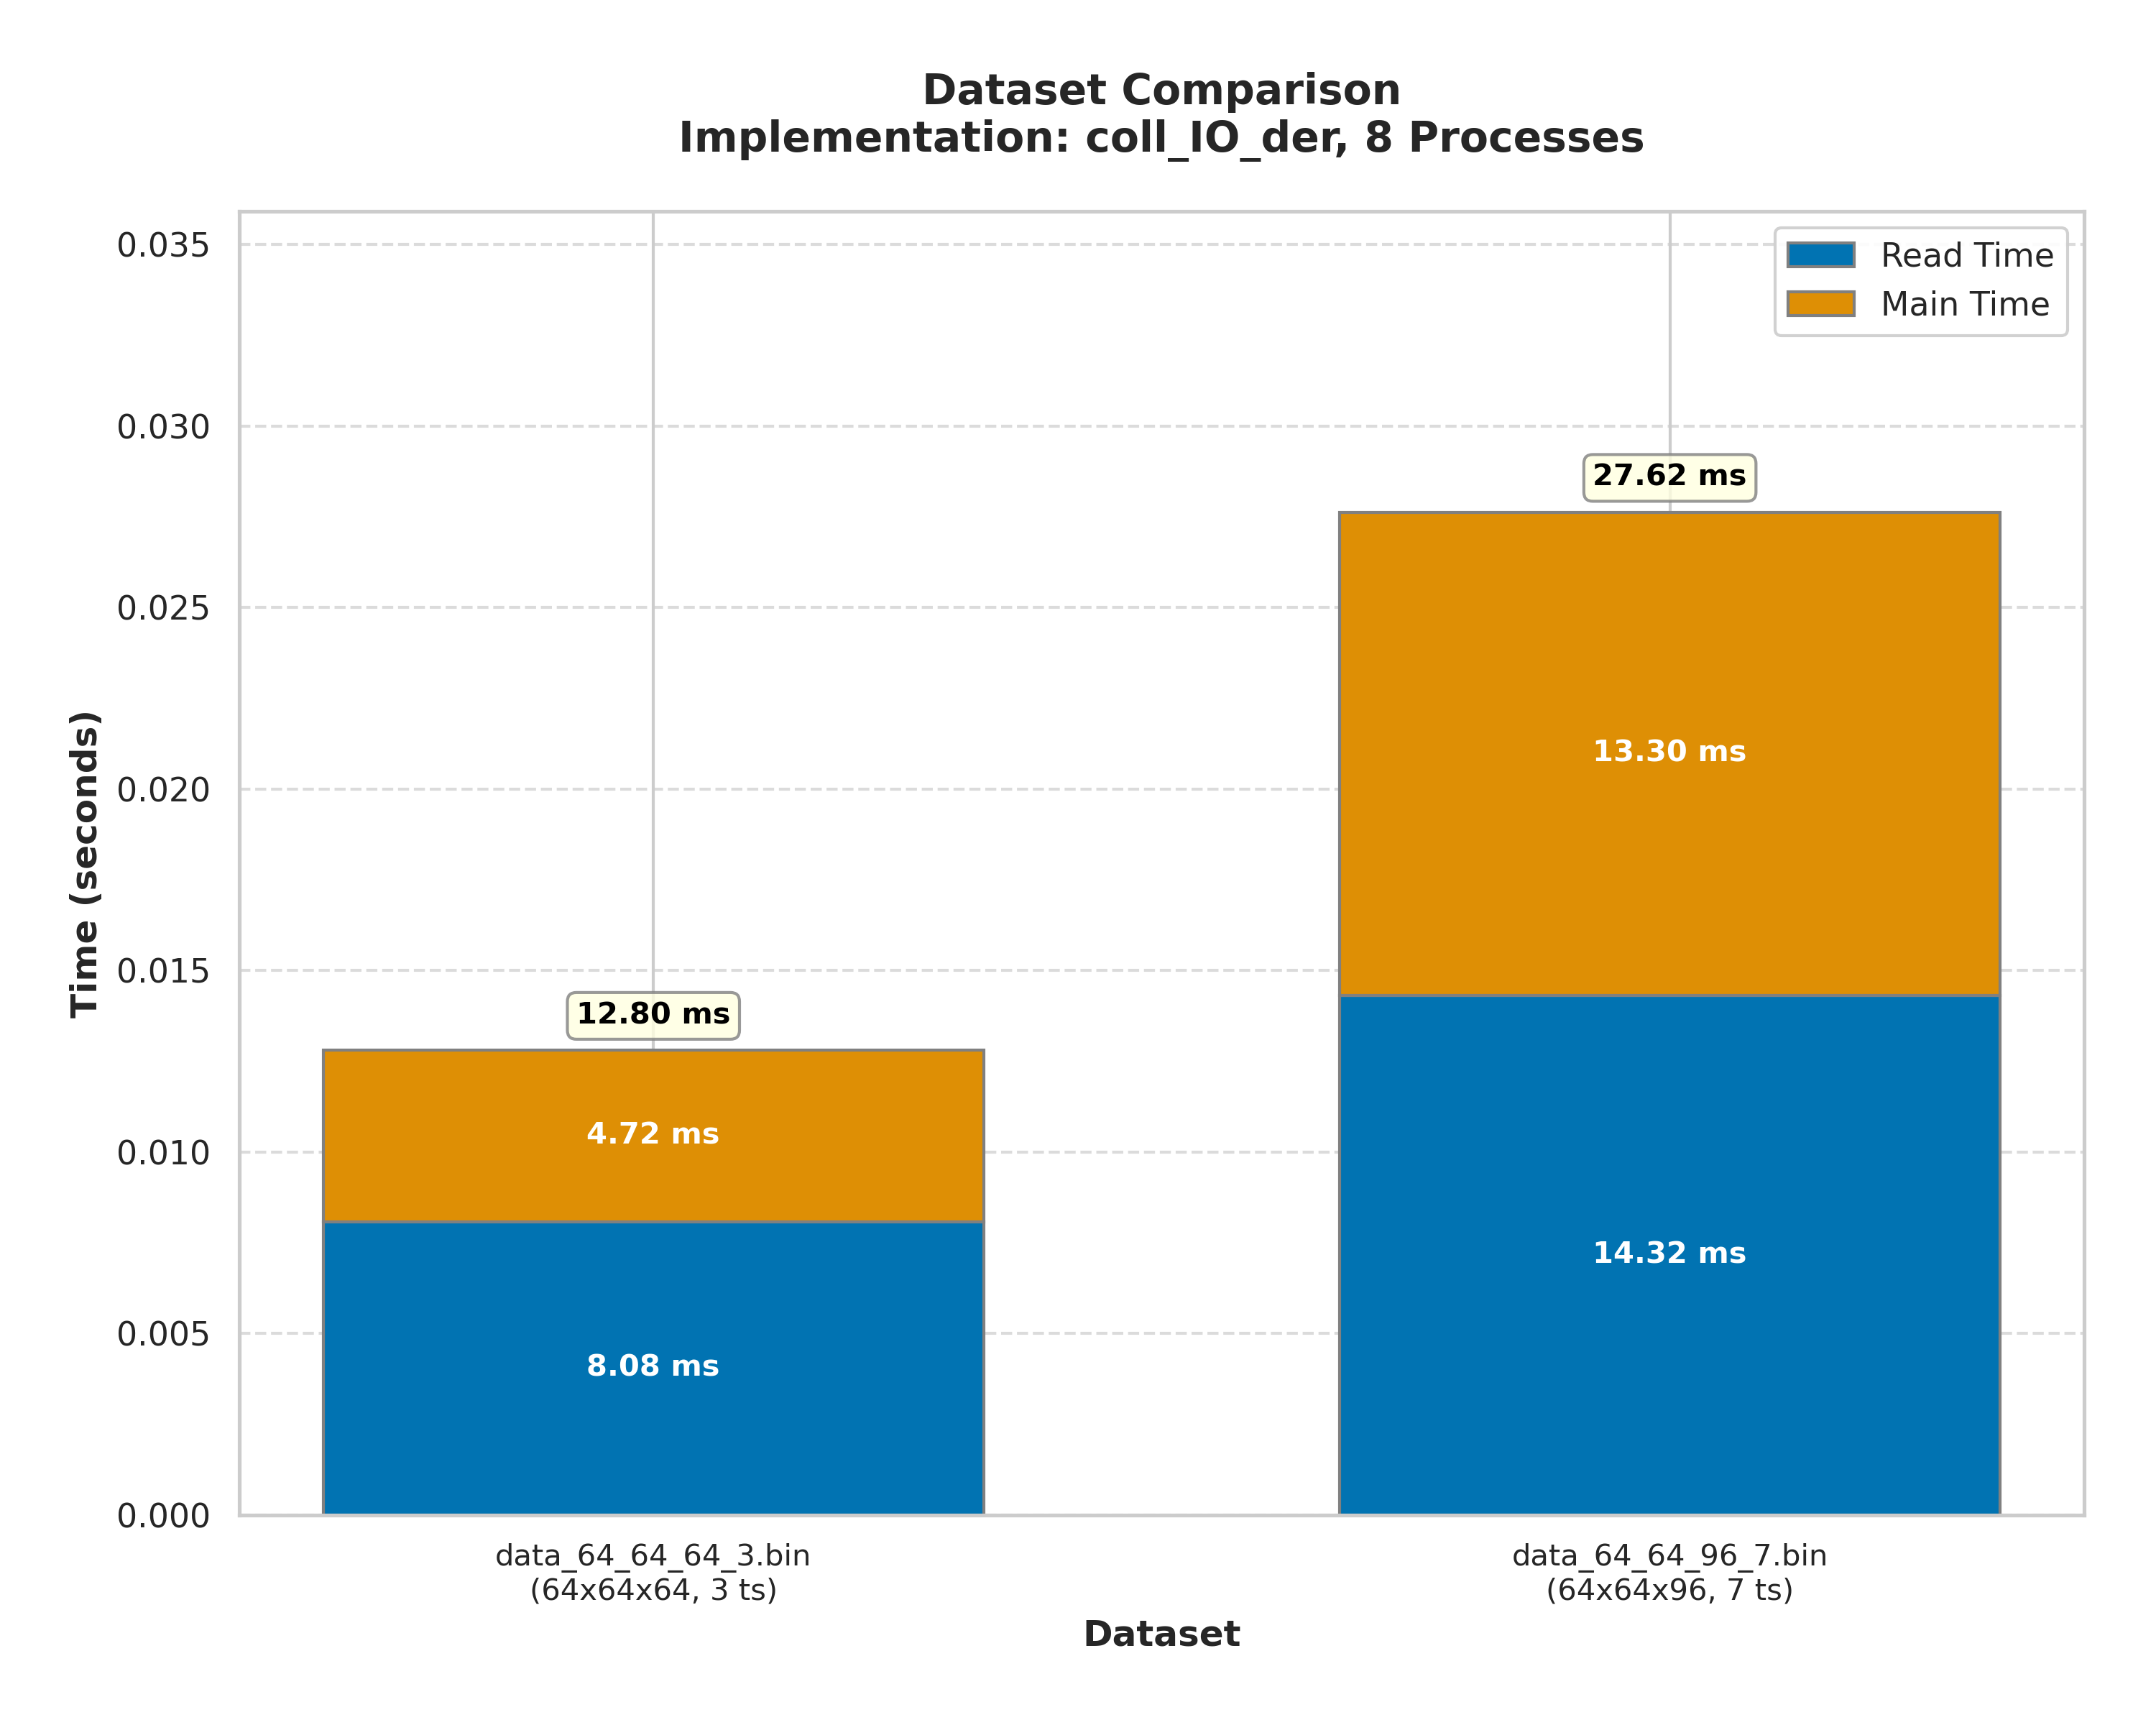 Dataset Comparison
Implementation: coll_IO_der, 8 Processes
Read Time
Main Time
Time (seconds)
0.035
0.030
0.025
0.020
0.015
0.010
0.005
0.000
12.80 ms
4.72 ms
8.08 ms
27.62 ms
13.30 ms
14.32 ms
data_64_64_64_3.bin
(64x64x64, 3 ts)
data_64_64_96_7.bin
(64x64x96, 7 ts)
Dataset